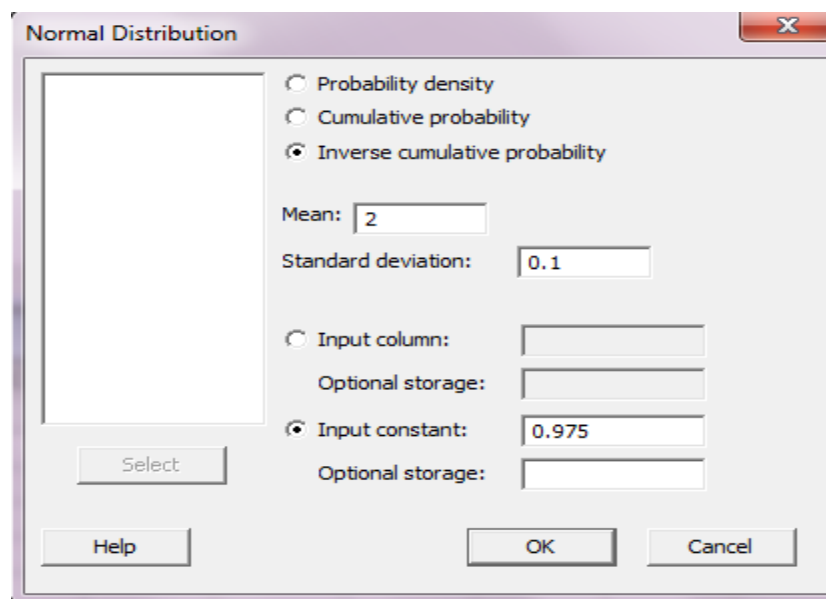 Normal Distribution
Probability density
Cumulative probability
Inverse cumulative probability
Mean: 2
Standard deviation: 0.1
Input column:
Optional storage:
Input constant: 0.975
Optional storage:
Select
Help
OK
Cancel